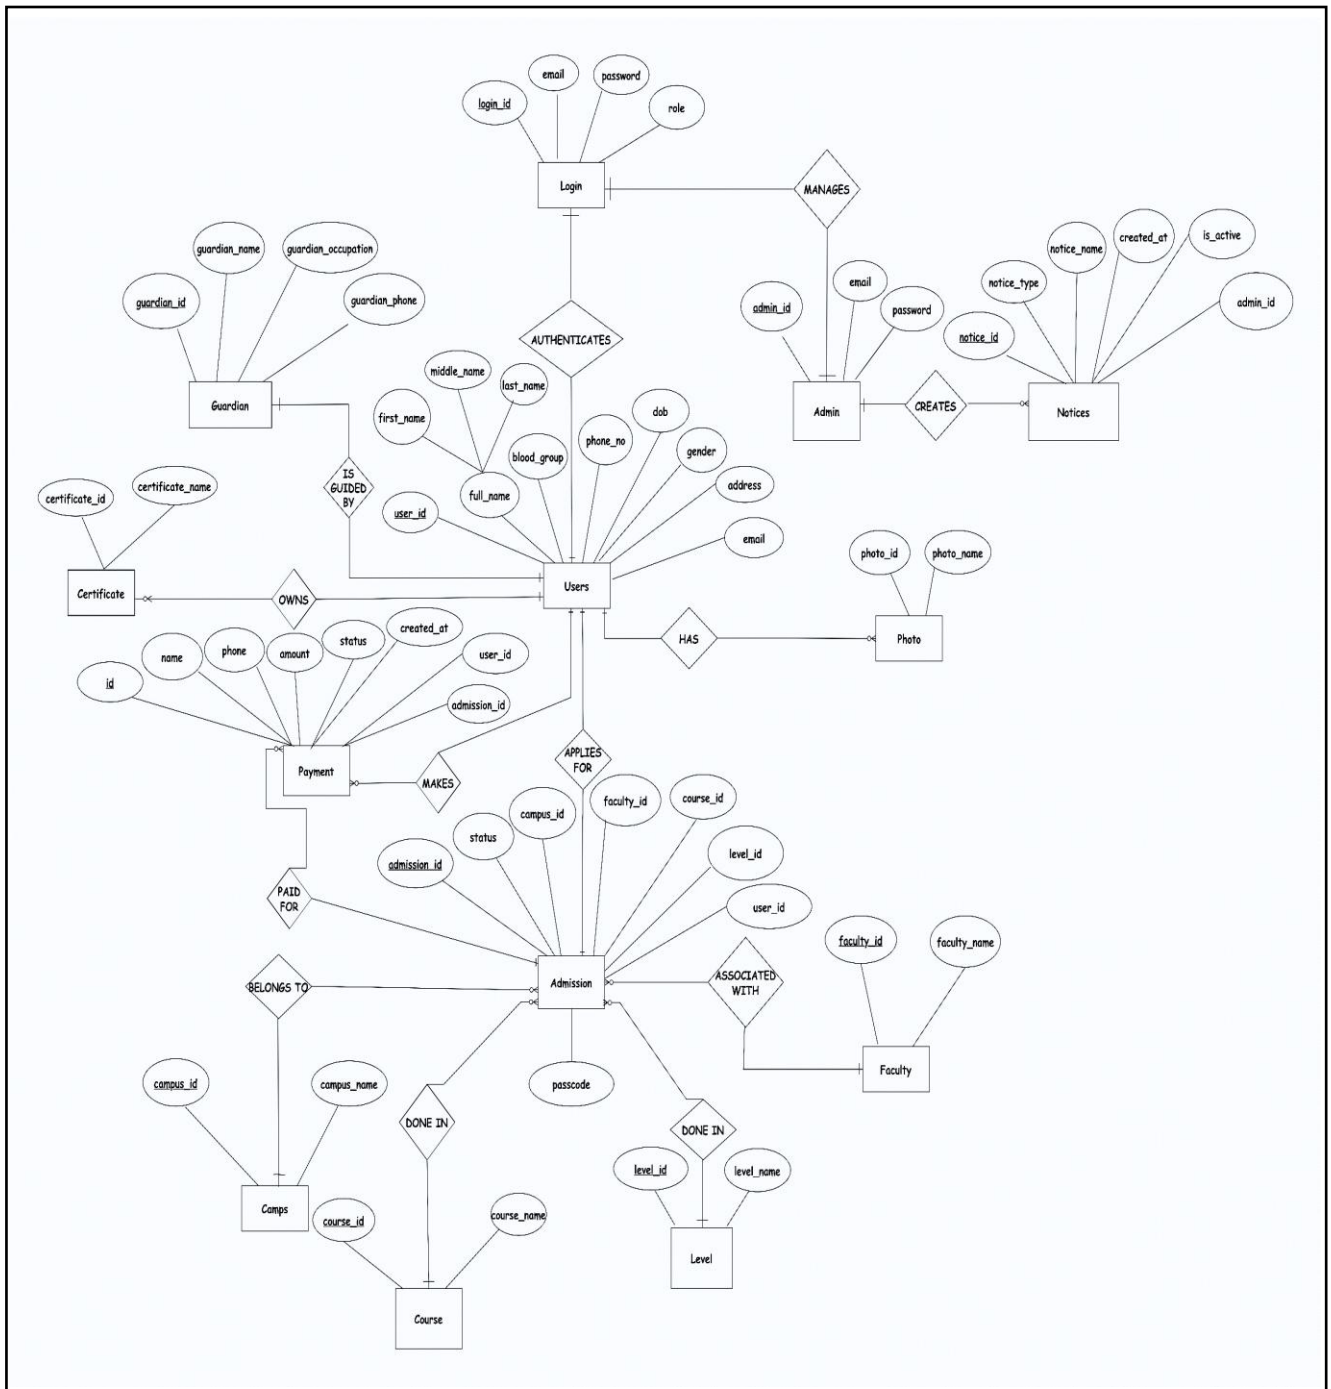 email
password
login_id
role
Login
MANAGES
guardian_name
guardian_occupation
guardian_id
guardian_phone
Guardian
AUTHENTICATES
admin_id
email
password
Admin
CREATES
notice_name
created_at
is_active
notice_type
admin_id
notice_id
Notices
middle_name
last_name
first_name
full_name
blood_group
phone_no
dob
gender
address
email
user_id
Users
IS
GUIDED
BY
certificate_id
certificate_name
Certificate
OWNS
photo_id
photo_name
Photo
HAS
id
name
phone
amount
status
created_at
user_id
admission_id
Payment
MAKES
APPLIES
FOR
PAID
FOR
admission_id
status
campus_id
faculty_id
course_id
level_id
user_id
Admission
passcode
ASSOCIATED
WITH
faculty_id
faculty_name
Faculty
BELONGS TO
campus_id
campus_name
Camps
DONE IN
course_id
course_name
Course
DONE IN
level_id
level_name
Level